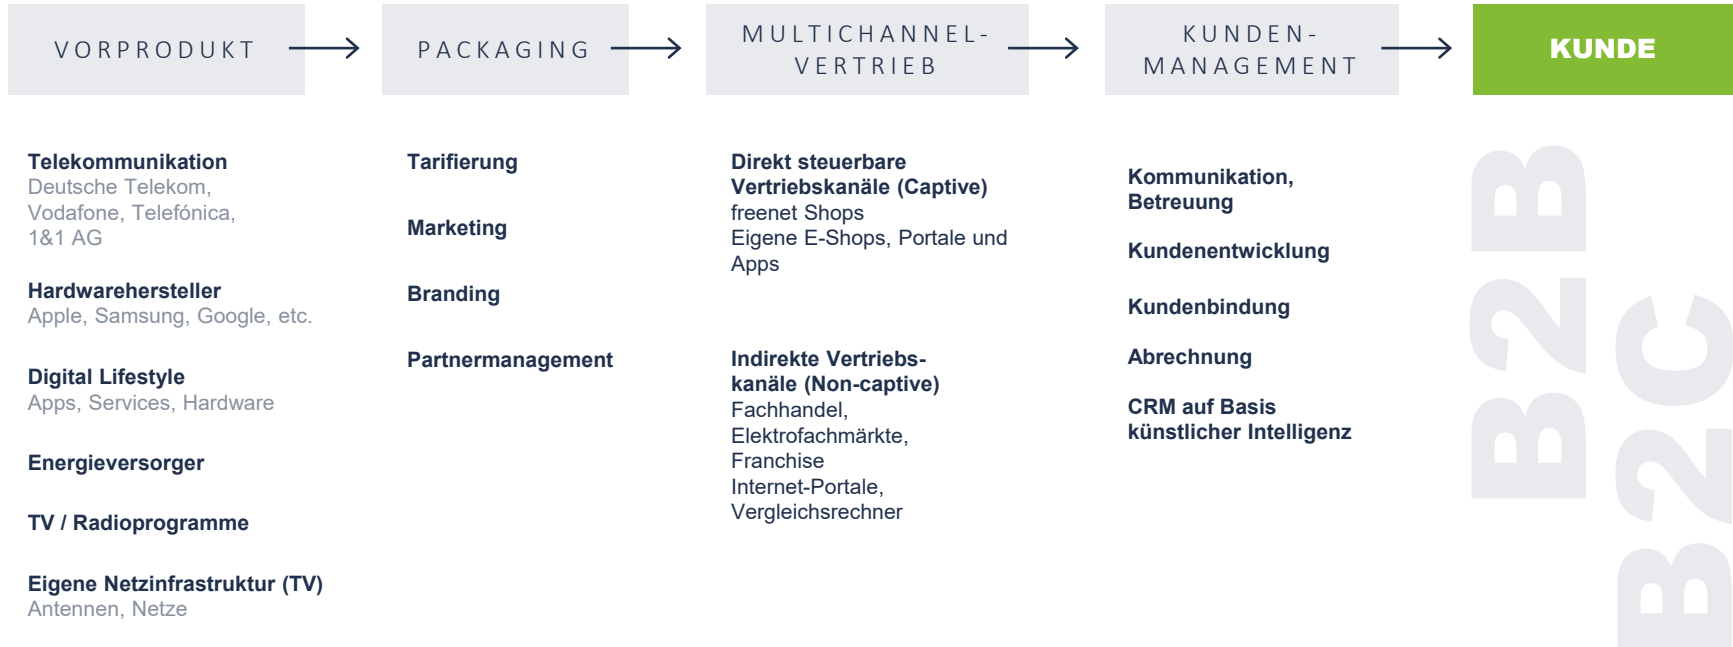 VORPRODUKT
PACKAGING
MULTICHANNEL-
VERTRIEB
KUNDEN-
MANAGEMENT
KUNDE
Telekommunikation
Deutsche Telekom,
Vodafone, Telefónica,
1&1 AG
Hardwarehersteller
Apple, Samsung, Google, etc.
Digital Lifestyle
Apps, Services, Hardware
Energieversorger
TV / Radioprogramme
Eigene Netzinfrastruktur (TV)
Antennen, Netze
Tarifierung
Marketing
Branding
Partnermanagement
Direkt steuerbare
Vertriebskanäle (Captive)
freenet Shops
Eigene E-Shops, Portale und
Apps
Indirekte Vertriebs-
kanäle (Non-captive)
Fachhandel,
Elektrofachmärkte,
Franchise
Internet-Portale,
Vergleichsrechner
Kommunikation,
Betreuung
Kundenentwicklung
Kundenbindung
Abrechnung
CRM auf Basis
künstlicher Intelligenz
B2B
B2C